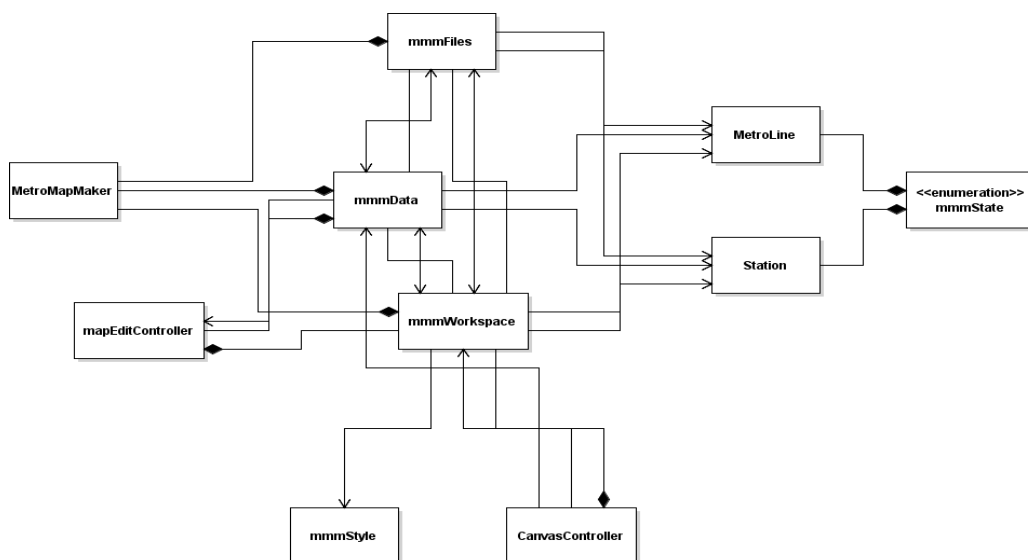 mmmFiles
MetroLine
MetroMapMaker
mmmData
<<enumeration>>
mmmState
Station
mapEditController
mmmWorkspace
mmmStyle
CanvasController